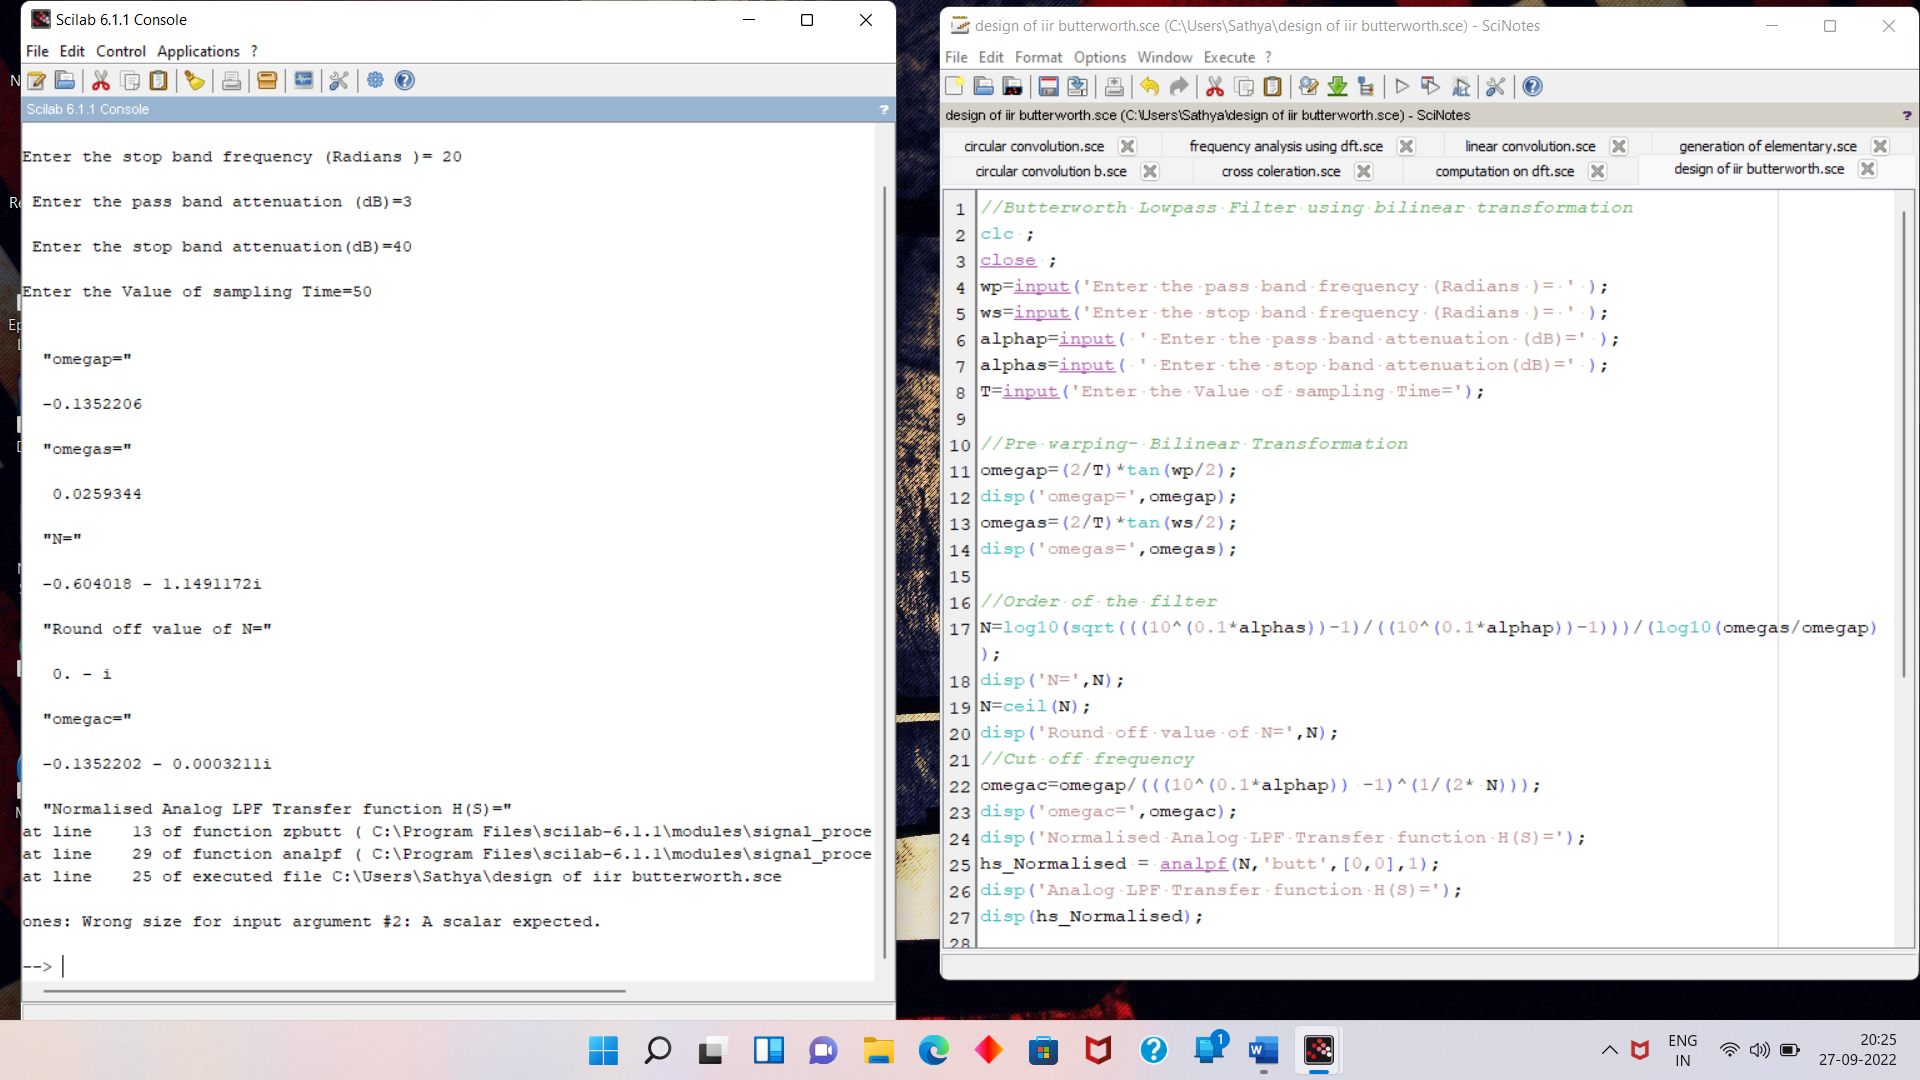 Scilab 6.1.1 Console
File Edit Control Applications ?
Scilab 6.1.1 Console ?
Enter the stop band frequency (Radians )= 20
Enter the pass band attenuation (dB)=3
Enter the stop band attenuation(dB)=40
Enter the Value of sampling Time=50
"omegap="
-0.1352206
"omegas="
0.0259344
"N="
-0.604018 - 1.1491172i
"Round off value of N="
0. - i
"omegac="
-0.1352202 - 0.0003211i
"Normalised Analog LPF Transfer function H(S)="
at line 13 of function zpbutt ( C:\Program Files\scilab-6.1.1\modules\signal_proce
at line 29 of function analpf ( C:\Program Files\scilab-6.1.1\modules\signal_proce
at line 25 of executed file C:\Users\Sathya\design of iir butterworth.sce
ones: Wrong size for input argument #2: A scalar expected.
-->
design of iir butterworth.sce (C:\Users\Sathya\design of iir butterworth.sce) - SciNotes
File Edit Format Options Window Execute ?
design of iir butterworth.sce (C:\Users\Sathya\design of iir butterworth.sce) - SciNotes ?
circular convolution.sce frequency analysis using dft.sce linear convolution.sce generation of elementary.sce
circular convolution b.sce cross coleration.sce computation on dft.sce design of iir butterworth.sce
1 //Butterworth Lowpass Filter using bilinear transformation
2 clc ;
3 close ;
4 wp=input('Enter the pass band frequency (Radians )= ' );
5 ws=input('Enter the stop band frequency (Radians )= ' );
6 alphap=input( ' Enter the pass band attenuation (dB)=' );
7 alphas=input( ' Enter the stop band attenuation(dB)=' );
8 T=input('Enter the Value of sampling Time=');
9
10 //Pre warping- Bilinear Transformation
11 omegap=(2/T)*tan(wp/2);
12 disp('omegap=',omegap);
13 omegas=(2/T)*tan(ws/2);
14 disp('omegas=',omegas);
15
16 //Order of the filter
17 N=log10(sqrt(((10^(0.1*alphas))-1)/((10^(0.1*alphap))-1)))/(log10(omegas/omegap)
);
18 disp('N=',N);
19 N=ceil(N);
20 disp('Round off value of N=',N);
21 //Cut off frequency
22 omegac=omegap/(((10^(0.1*alphap)) -1)^(1/(2* N)));
23 disp('omegac=',omegac);
24 disp('Normalised Analog LPF Transfer function H(S)=');
25 hs_Normalised = analpf(N,'butt',[0,0],1);
26 disp('Analog LPF Transfer function H(S)=');
27 disp(hs_Normalised);
28
1
ENG
IN
20:25
27-09-2022